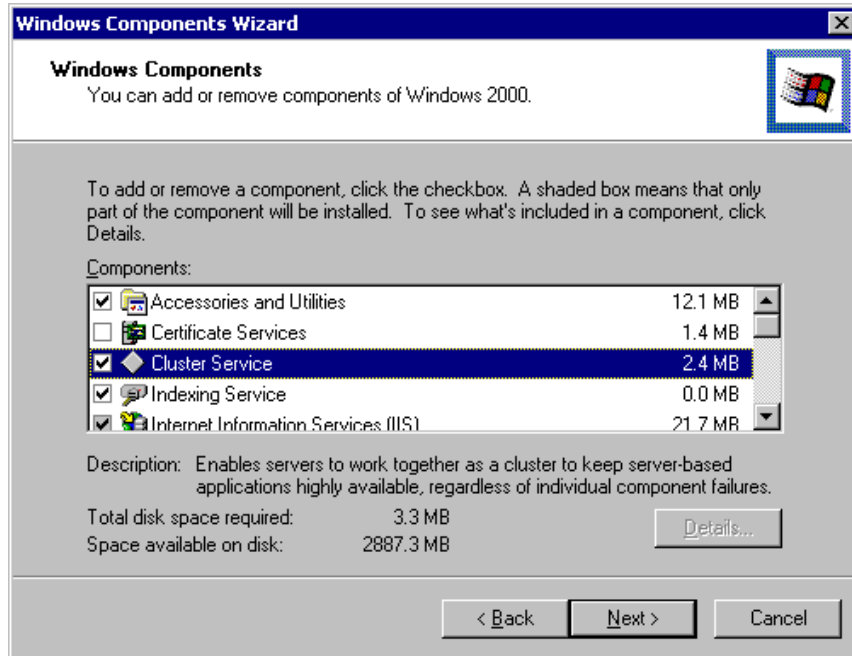 Windows Components Wizard
Windows Components
You can add or remove components of Windows 2000.
To add or remove a component, click the checkbox. A shaded box means that only
part of the component will be installed. To see what's included in a component, click
Details.
Components:
Accessories and Utilities 12.1 MB
Certificate Services 1.4 MB
Cluster Service 2.4 MB
Indexing Service 0.0 MB
Internet Information Services (IIS) 21.7 MB
Description: Enables servers to work together as a cluster to keep server-based
applications highly available, regardless of individual component failures.
Total disk space required: 3.3 MB
Space available on disk: 2887.3 MB
Details...
< Back Next > Cancel